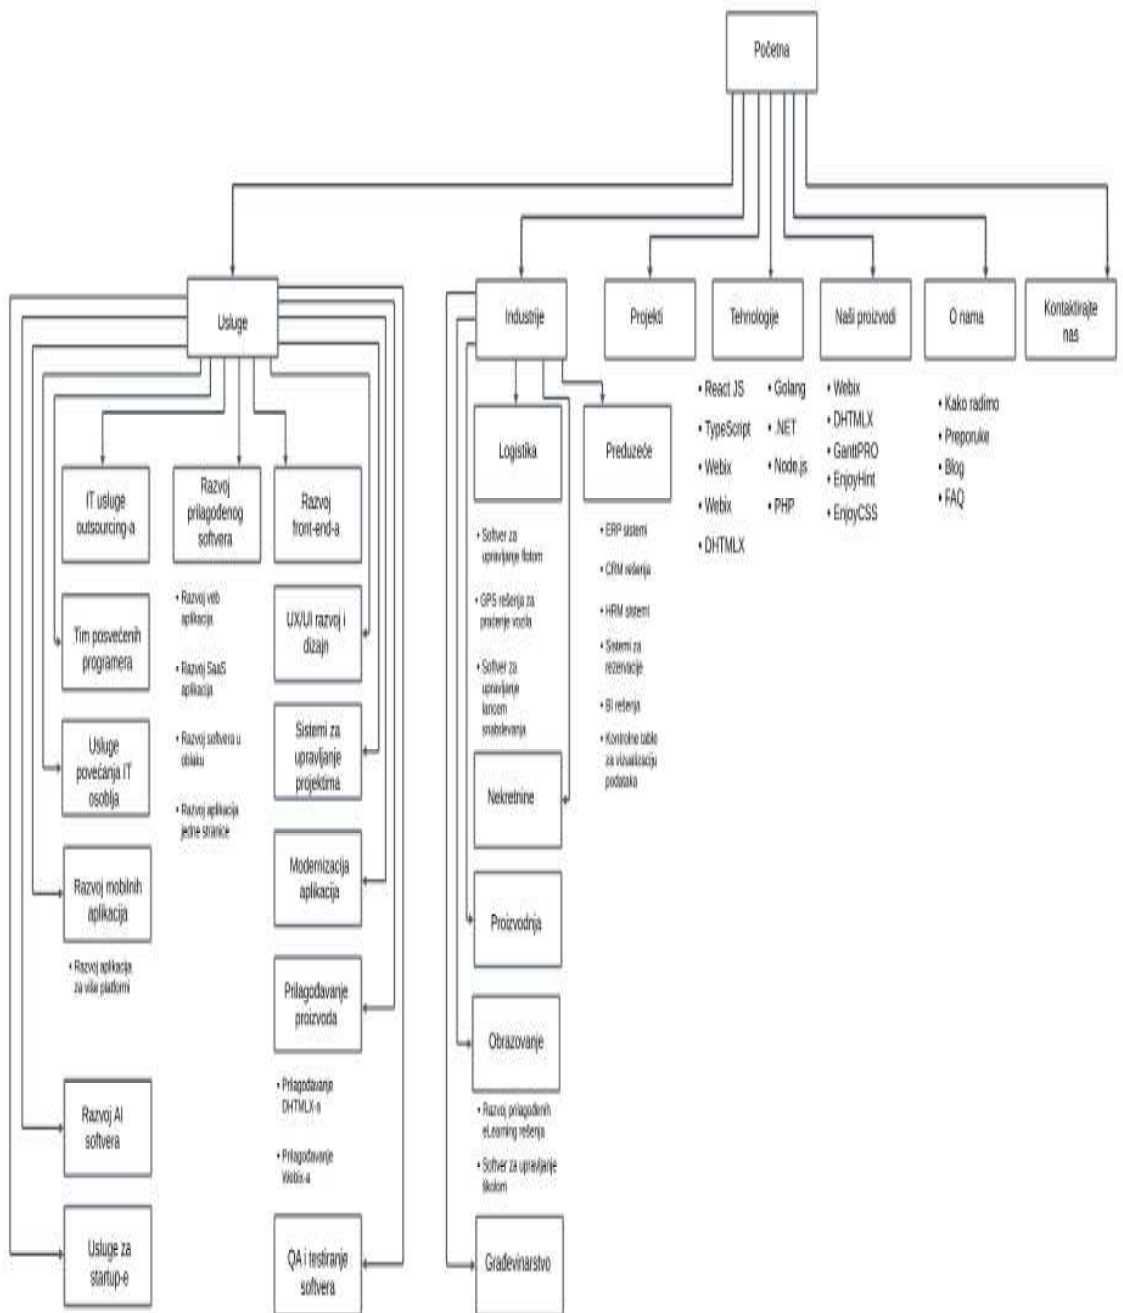 Početna
Usluge
Industrije
Projekti
Tehnologije
Naši proizvodi
O nama
Kontaktirajte
nas
• React JS
• TypeScript
• Webix
• Webix
• DHTMLX
• Golang
• .NET
• Node.js
• PHP
• Webix
• DHTMLX
• GanttPRO
• EnjoyHint
• EnjoyCSS
• Kako radimo
• Preporuke
• Blog
• FAQ
IT usluge
outsourcing-a
Razvoj
prilagođenog
softvera
Razvoj
front-end-a
Tim posvećenih
programera
• Razvoj veb
aplikacija
• Razvoj SaaS
aplikacija
• Razvoj softvera u
oblaku
• Razvoj aplikacija
jedne stranice
UX/UI razvoj i
dizajn
Usluge
povećanja IT
osoblja
Sistemi za
upravljanje
projektima
Razvoj mobilnih
aplikacija
• Razvoj aplikacija
za više platformi
Modernizacija
aplikacija
Prilagođavanje
proizvoda
• Prilagođavanje
DHTMLX-a
• Prilagođavanje
Webix-a
Razvoj AI
softvera
Usluge za
startup-e
QA i testiranje
softvera
Logistika
• Softver za
upravljanje flotom
• GPS rešenja za
praćenje vozila
• Softver za
upravljanje
lancem
snabdevanja
Preduzeće
• ERP sistemi
• CRM rešenja
• HRM sistemi
• Sistemi za
rezervacije
• BI rešenja
• Kontrolne table
za vizualizaciju
podataka
Nekretnine
Proizvodnja
Obrazovanje
• Razvoj prilagođenih
eLearning rešenja
• Softver za upravljanje
školom
Građevinarstvo